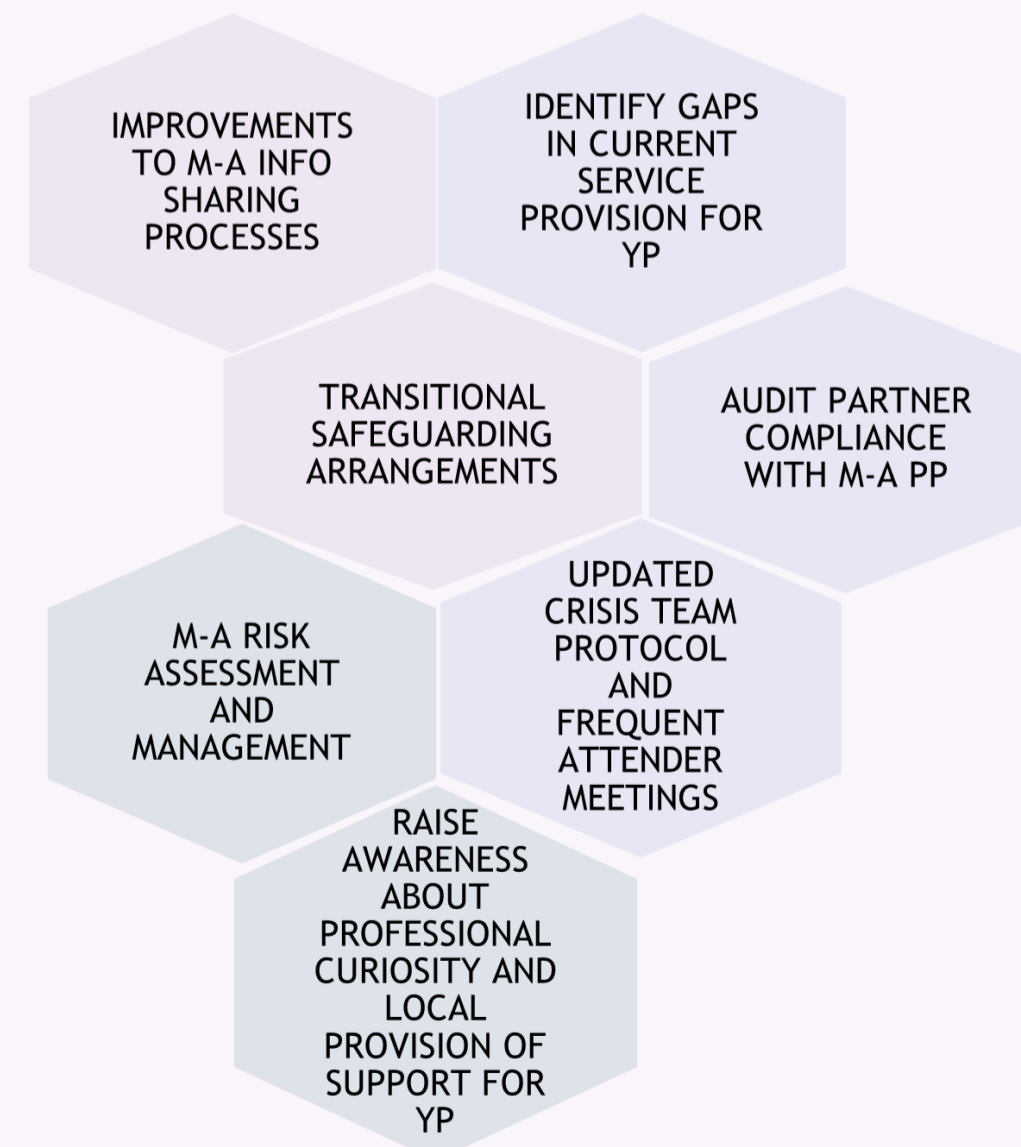 IMPROVEMENTS
TO M-A INFO
SHARING
PROCESSES
IDENTIFY GAPS
IN CURRENT
SERVICE
PROVISION FOR
YP
TRANSITIONAL
SAFEGUARDING
ARRANGEMENTS
AUDIT PARTNER
COMPLIANCE
WITH M-A PP
M-A RISK
ASSESSMENT
AND
MANAGEMENT
UPDATED
CRISIS TEAM
PROTOCOL
AND
FREQUENT
ATTENDER
MEETINGS
RAISE
AWARENESS
ABOUT
PROFESSIONAL
CURIOSITY AND
LOCAL
PROVISION OF
SUPPORT FOR
YP